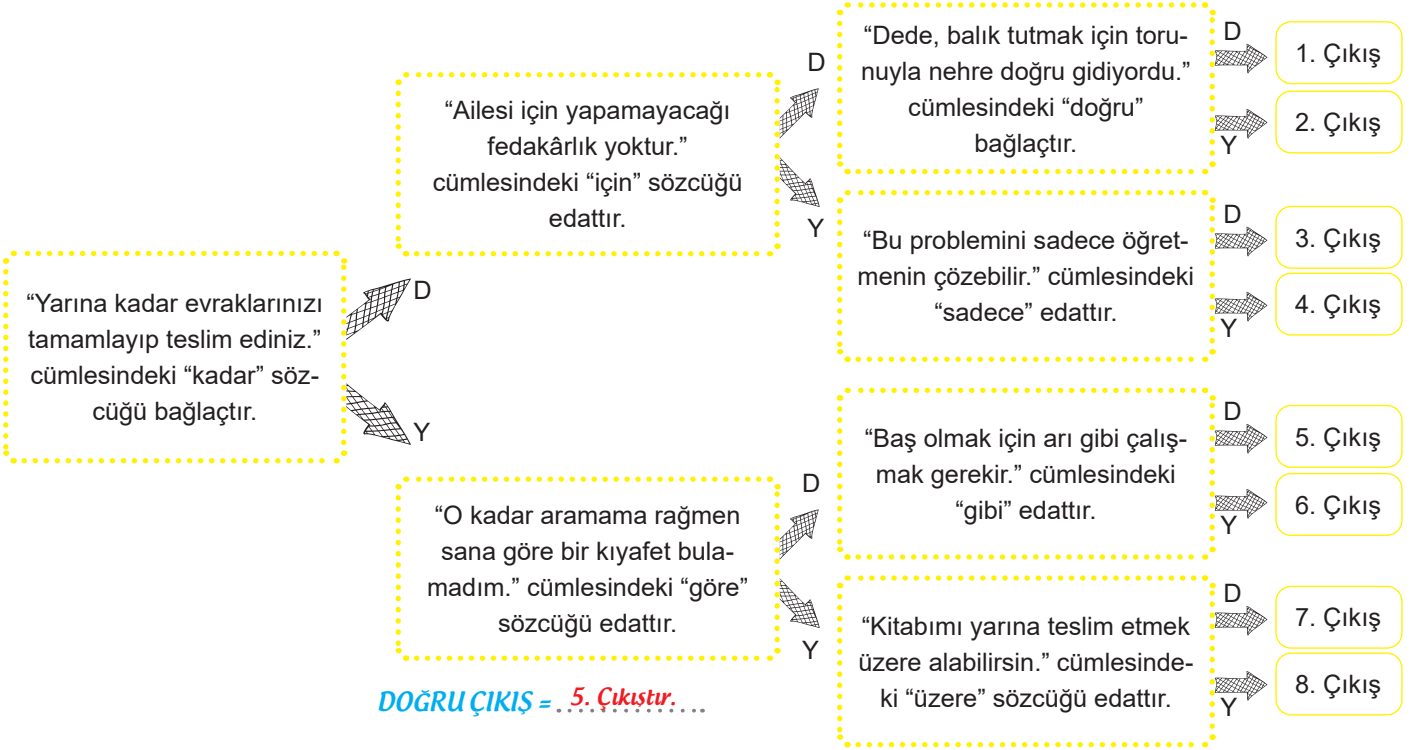 “Yarına kadar evraklarınızı
tamamlayıp teslim ediniz.”
cümlesindeki “kadar” söz-
cüğü bağlaçtır.
D
Y
“Ailesi için yapamayacağı
fedakârlık yoktur.”
cümlesindeki “için” sözcüğü
edattır.
D
Y
“O kadar aramama rağmen
sana göre bir kıyafet bula-
madım.” cümlesindeki “göre”
sözcüğü edattır.
D
Y
“Dede, balık tutmak için toru-
nuyla nehre doğru gidiyordu.”
cümlesindeki “doğru”
bağlaçtır.
D
1. Çıkış
Y
2. Çıkış
“Bu problemini sadece öğret-
menin çözebilir.” cümlesindeki
“sadece” edattır.
D
3. Çıkış
Y
4. Çıkış
“Baş olmak için arı gibi çalış-
mak gerekir.” cümlesindeki
“gibi” edattır.
D
5. Çıkış
Y
6. Çıkış
“Kitabımı yarına teslim etmek
üzere alabilirsin.” cümlesinde-
ki “üzere” sözcüğü edattır.
D
7. Çıkış
Y
8. Çıkış
DOĞRU ÇIKIŞ = 5. Çıkıştır.